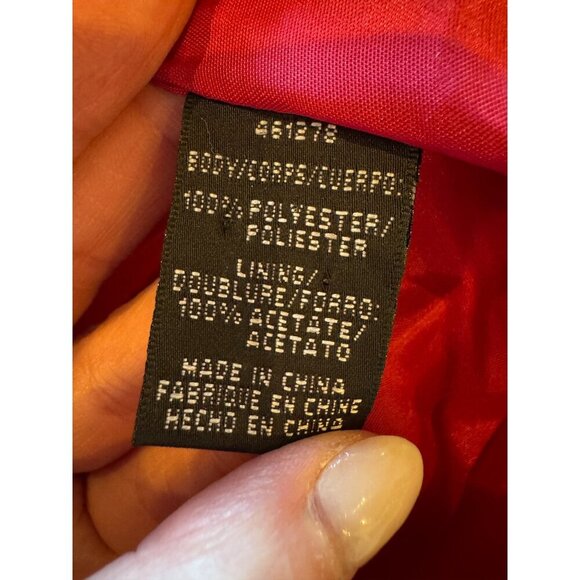 461378
BODY/CORPS/CUERPO:
100% POLYESTER/
POLIESTER
LINING/
DOUBLURE/FORRO:
100% ACETATE/
ACETATO
MADE IN CHINA
FABRIQUE EN CHINE
HECHO EN CHINA